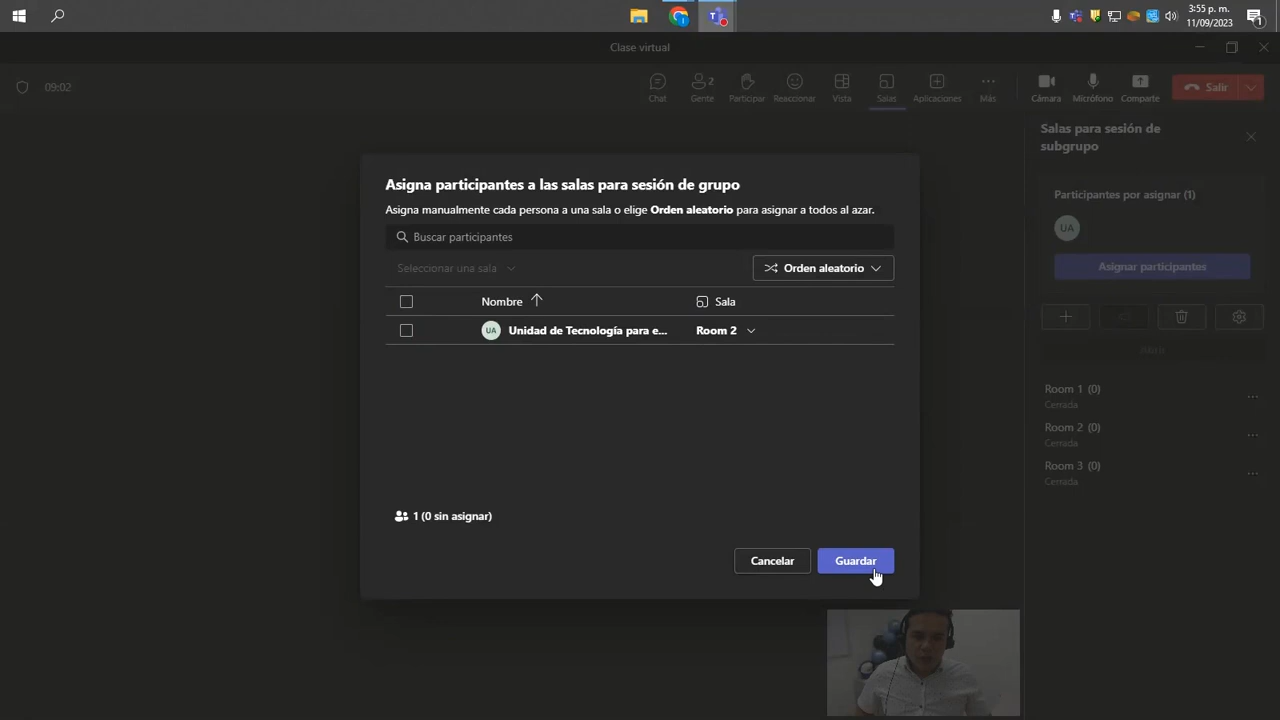 3:55 p. m.
11/09/2023
1
Clase virtual
09:02
Chat
Gente
2
Participar
Reaccionar
Vista
Salas
Aplicaciones
Más
Cámara
Micrófono
Comparte
Salir
Salas para sesión de
subgrupo
Participantes por asignar (1)
UA
Asignar participantes
Abrir
Room 1 (0)
Cerrada
Room 2 (0)
Cerrada
Room 3 (0)
Cerrada
Asigna participantes a las salas para sesión de grupo
Asigna manualmente cada persona a una sala o elige Orden aleatorio para asignar a todos al azar.
Buscar participantes
Seleccionar una sala
Orden aleatorio
Nombre
Sala
UA Unidad de Tecnología para e... Room 2
1 (0 sin asignar)
Cancelar
Guardar